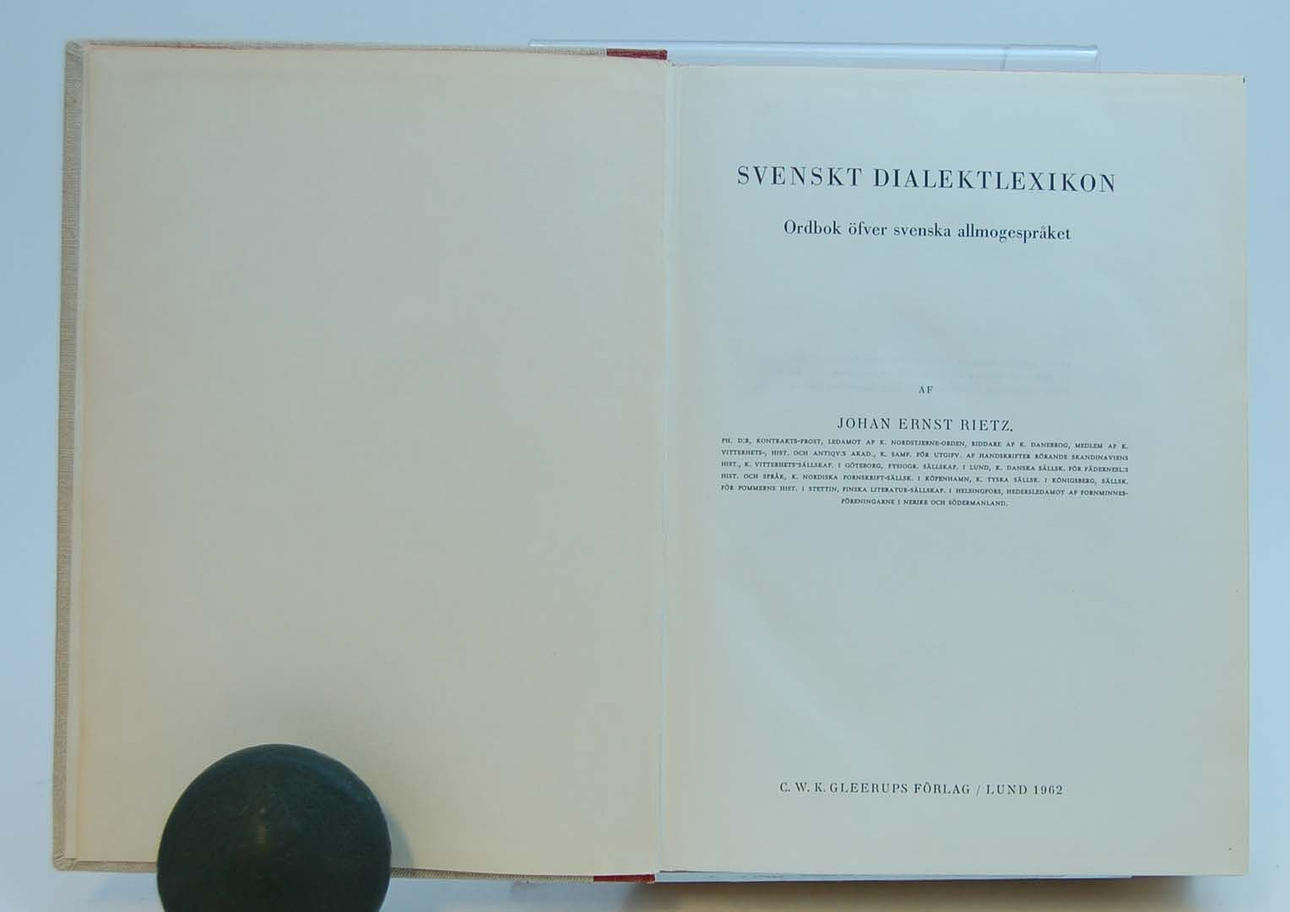 SVENSKT DIALEKTLEXIKON
Ordbok öfver svenska allmogespråket
AF
JOHAN ERNST RIETZ,
PH. D:R, KONTRAKTS-PROST, LEDAMOT AF K. NORDSTJERNE-ORDEN, RIDDARE AF K. DANEBROG, MEDLEM AF K.
VITTERHETS-, HIST. OCH ANTIQV:S AKAD., K. SAMF. FÖR UTGIFV. AF HANDSKRIFTER RÖRANDE SKANDINAVIENS
HIST., K. VITTERHETS-SÄLLSKAP. I GÖTEBORG, FYSIOGR. SÄLLSKAP. I LUND, K. DANSKA SÄLLSK. FÖR FÄDERNESL:S
HIST. OCH SPRÅK, K. NORDISKA FORNSKRIFT-SÄLLSK. I KÖPENHAMN, K. TYSKA SÄLLSK. I KÖNIGSBERG, SÄLLSK.
FÖR POMMERNS HIST. I STETTIN, FINSKA LITERATUR-SÄLLSKAP. I HELSINGFORS, HEDERSLEDAMOT AF FORNMINNES-
FÖRENINGARNE I NERIKE OCH SÖDERMANLAND.
C. W. K. GLEERUPS FÖRLAG / LUND 1962